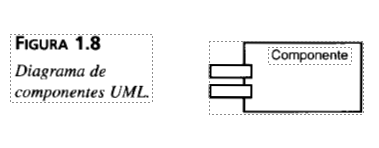 FIGURA 1.8
Diagrama de
componentes UML.
Componente